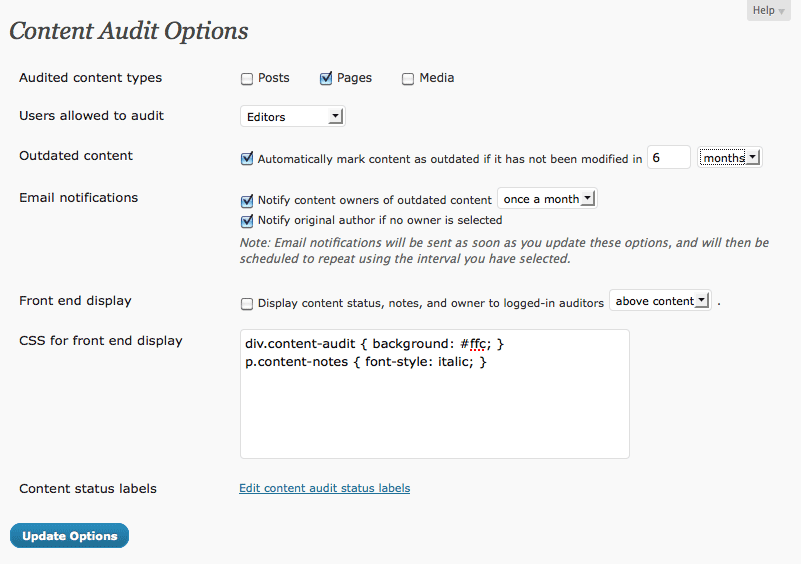 Help
Content Audit Options
Audited content types Posts Pages Media
Users allowed to audit Editors
Outdated content Automatically mark content as outdated if it has not been modified in 6 months
Email notifications Notify content owners of outdated content once a month
Notify original author if no owner is selected
Note: Email notifications will be sent as soon as you update these options, and will then be
scheduled to repeat using the interval you have selected.
Front end display Display content status, notes, and owner to logged-in auditors above content .
CSS for front end display div.content-audit { background: #ffc; }
p.content-notes { font-style: italic; }
Content status labels Edit content audit status labels
Update Options